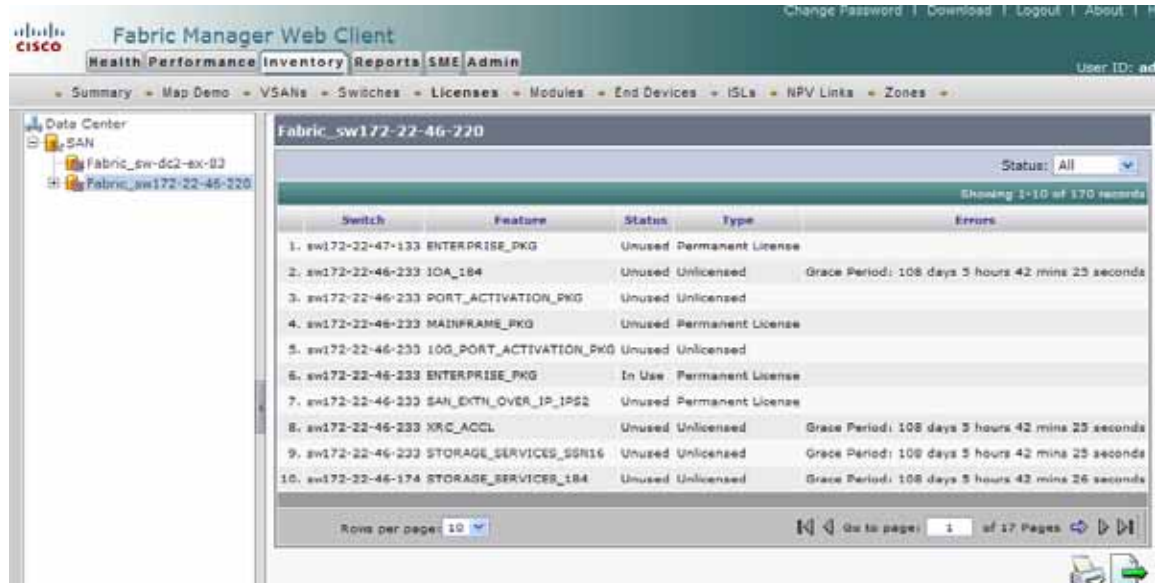 Change Password | Download | Logout | About |
CISCO
Fabric Manager Web Client
Health Performance Inventory Reports SME Admin
User ID: ad
Summary Map Demo VSANs Switches Licenses Modules End Devices ISLs NPV Links Zones
Data Center
SAN
Fabric_sw-dc2-ex-83
Fabric_sw172-22-46-220
Fabric_sw172-22-46-220
Status: All
Showing 1-10 of 170 records
Switch Feature Status Type Errors
1. sw172-22-47-133 ENTERPRISE_PKG Unused Permanent License
2. sw172-22-46-233 IOA_184 Unused Unlicensed Grace Period: 108 days 5 hours 42 mins 25 seconds
3. sw172-22-46-233 PORT_ACTIVATION_PKG Unused Unlicensed
4. sw172-22-46-233 MAINFRAME_PKG Unused Permanent License
5. sw172-22-46-233 10G_PORT_ACTIVATION_PKG Unused Unlicensed
6. sw172-22-46-233 ENTERPRISE_PKG In Use Permanent License
7. sw172-22-46-233 SAN_EXTN_OVER_IP_IPS2 Unused Permanent License
8. sw172-22-46-233 XRC_ACCL Unused Unlicensed Grace Period: 108 days 5 hours 42 mins 25 seconds
9. sw172-22-46-233 STORAGE_SERVICES_SSN16 Unused Unlicensed Grace Period: 108 days 5 hours 42 mins 25 seconds
10. sw172-22-46-174 STORAGE_SERVICES_184 Unused Unlicensed Grace Period: 108 days 5 hours 42 mins 26 seconds
Rows per page: 10 Go to page: 1 of 17 Pages